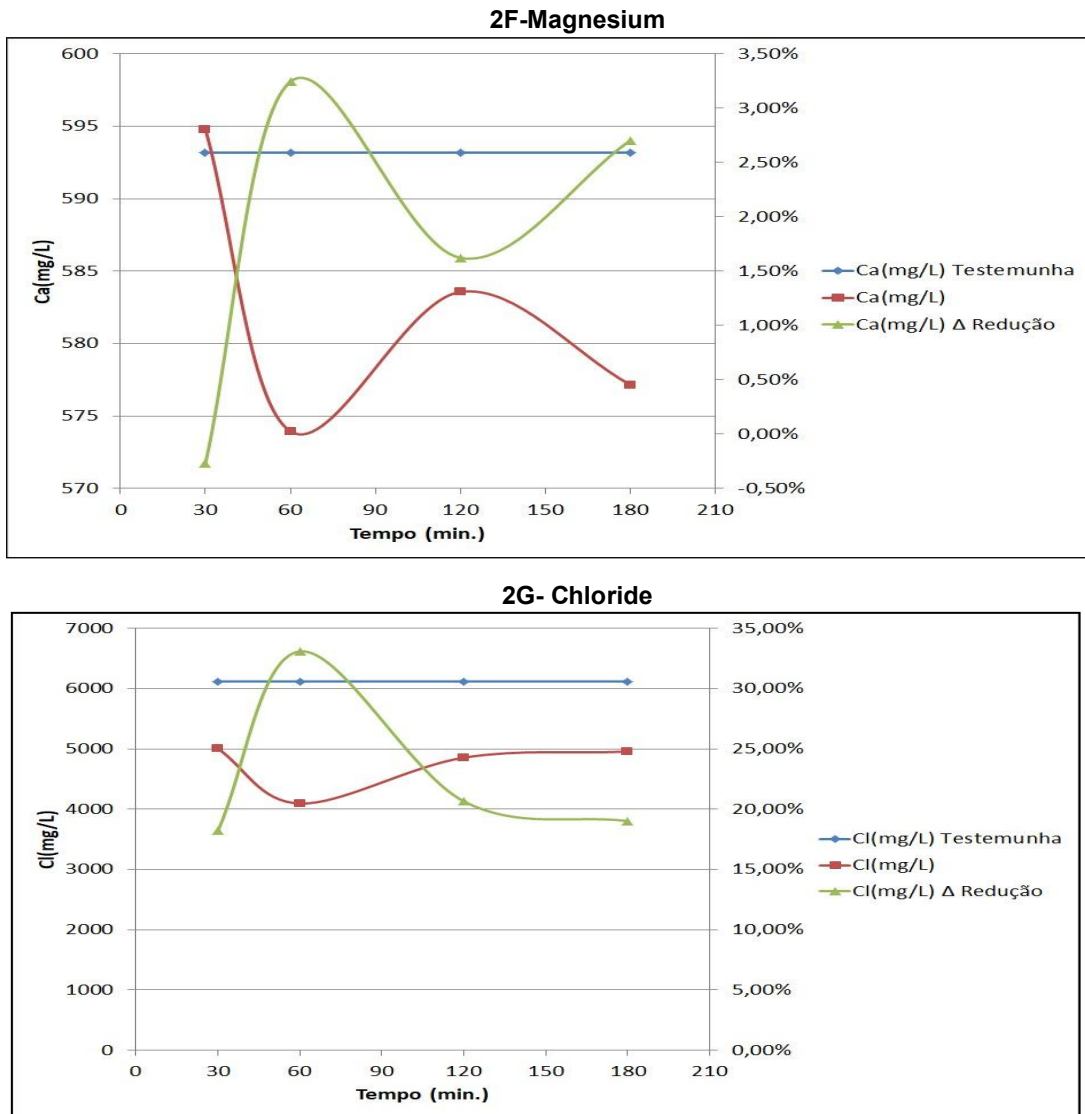 2F-Magnesium
600
595
590
585
580
575
570
Ca(mg/L)
3,50%
3,00%
2,50%
2,00%
1,50%
1,00%
0,50%
0,00%
-0,50%
0 30 60 90 120 150 180 210
Tempo (min.)
Ca(mg/L) Testemunha
Ca(mg/L)
Ca(mg/L) Δ Redução
2G- Chloride
7000
6000
5000
4000
3000
2000
1000
0
Cl(mg/L)
35,00%
30,00%
25,00%
20,00%
15,00%
10,00%
5,00%
0,00%
0 30 60 90 120 150 180 210
Tempo (min.)
Cl(mg/L) Testemunha
Cl(mg/L)
Cl(mg/L) Δ Redução